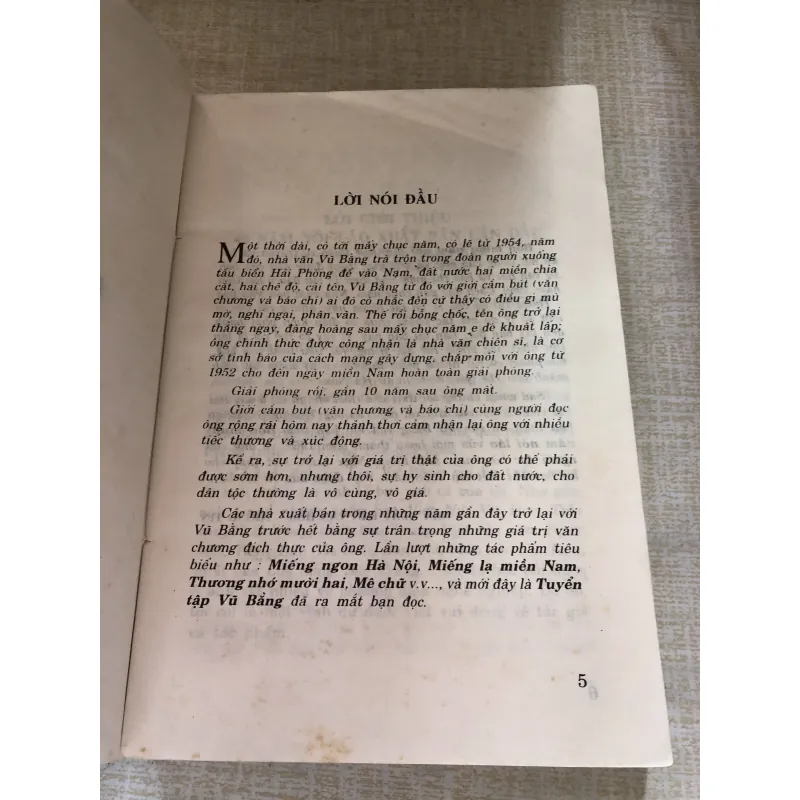 LỜI NÓI ĐẦU
Một thời dài, có tới mấy chục năm, có lẽ từ 1954, năm
đó, nhà văn Vũ Bằng trà trộn trong đoàn người xuống
tàu biển Hải Phòng để vào Nam, đất nước hai miền chia
cắt, hai chế độ, cái tên Vũ Bằng từ đó với giới cầm bút (văn
chương và báo chí) ai đó có nhắc đến cứ thấy có điều gì mù
mờ, nghi ngại, phân vân. Thế rồi bỗng chốc, tên ông trở lại
thẳng ngay, đàng hoàng sau mấy chục năm e dè khuất lấp;
ông chính thức được công nhận là nhà văn chiến sĩ, là cơ
sở tình báo của cách mạng gây dựng, chắp mối với ông từ
1952 cho đến ngày miền Nam hoàn toàn giải phóng.
Giải phóng rồi, gần 10 năm sau ông mất.
Giới cầm bút (văn chương và báo chí) cùng người đọc
ông rộng rãi hôm nay thảnh thơi cảm nhận lại ông với nhiều
tiếc thương và xúc động.
Kể ra, sự trở lại với giá trị thật của ông có thể phải
được sớm hơn, nhưng thôi, sự hy sinh cho đất nước, cho
dân tộc thường là vô cùng, vô giá.
Các nhà xuất bản trong những năm gần đây trở lại với
Vũ Bằng trước hết bằng sự trân trọng những giá trị văn
chương đích thực của ông. Lần lượt những tác phẩm tiêu
biểu như : Miếng ngon Hà Nội, Miếng lạ miền Nam,
Thương nhớ mười hai, Mê chữ v.v..., và mới đây là Tuyển
tập Vũ Bằng đã ra mắt bạn đọc.
5